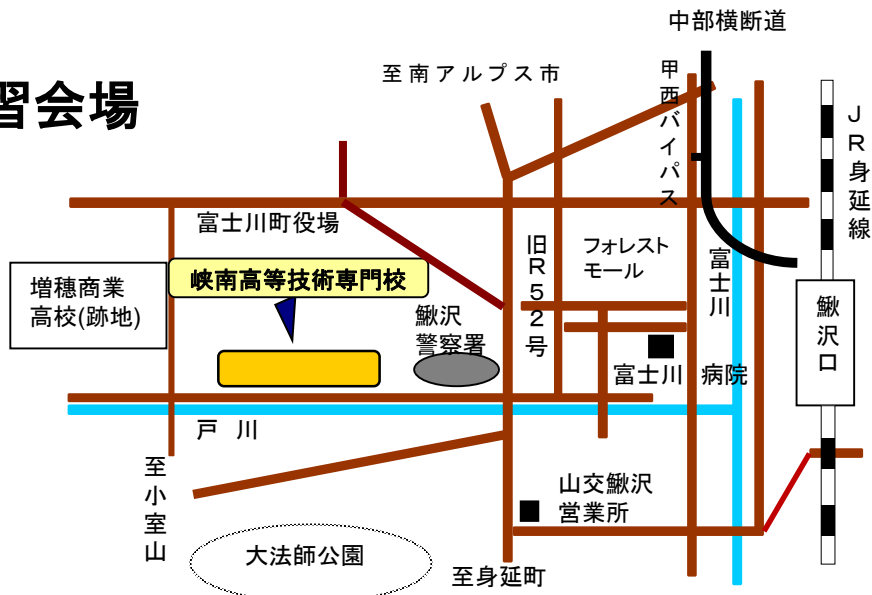 中部横断道
至南アルプス市
習会場
甲西バイパス
JR身延線
富士川町役場
旧R52号
フォレスト
モール
富士川
峡南高等技術専門校
増穂商業
高校(跡地)
鰍沢
警察署
鰍沢口
富士川 病院
戸 川
至小室山
山交鰍沢
営業所
大法師公園
至身延町